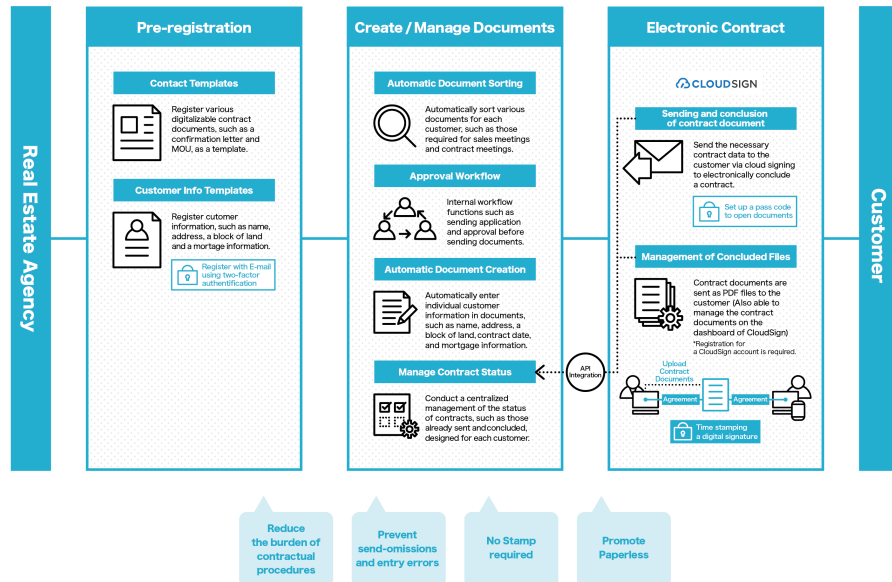 Real Estate Agency
Pre-registration
Contact Templates
Register various
digitalizable contract
documents, such as a
confirmation letter and
MOU, as a template.
Customer Info Templates
Register cutomer
information, such as name,
address, a block of land
and a mortage information.
Register with E-mail
using two-factor
authentification
Create / Manage Documents
Automatic Document Sorting
Automatically sort various
documents for each
customer, such as those
required for sales meetings
and contract meetings.
Approval Workflow
Internal workflow
functions such as
sending application
and approval before
sending documents.
Automatic Document Creation
Automatically enter
individual customer
information in documents,
such as name, address, a
block of land, contract date,
and mortgage information.
Manage Contract Status
Conduct a centralized
management of the status
of contracts, such as those
already sent and concluded,
designed for each customer.
API
Integration
Electronic Contract
CLOUDSIGN
Sending and conclusion
of contract document
Send the necessary
contract data to the
customer via cloud signing
to electronically conclude
a contract.
Set up a pass code
to open documents
Management of Concluded Files
Contract documents are
sent as PDF files to the
customer (Also able to
manage the contract
documents on the
dashboard of CloudSign)
*Registration for
a CloudSign account is required.
Upload
Contract
Documents
Agreement
Agreement
Time stamping
a digital signature
Customer
Reduce
the burden of
contractual
procedures
Prevent
send-omissions
and entry errors
No Stamp
required
Promote
Paperless